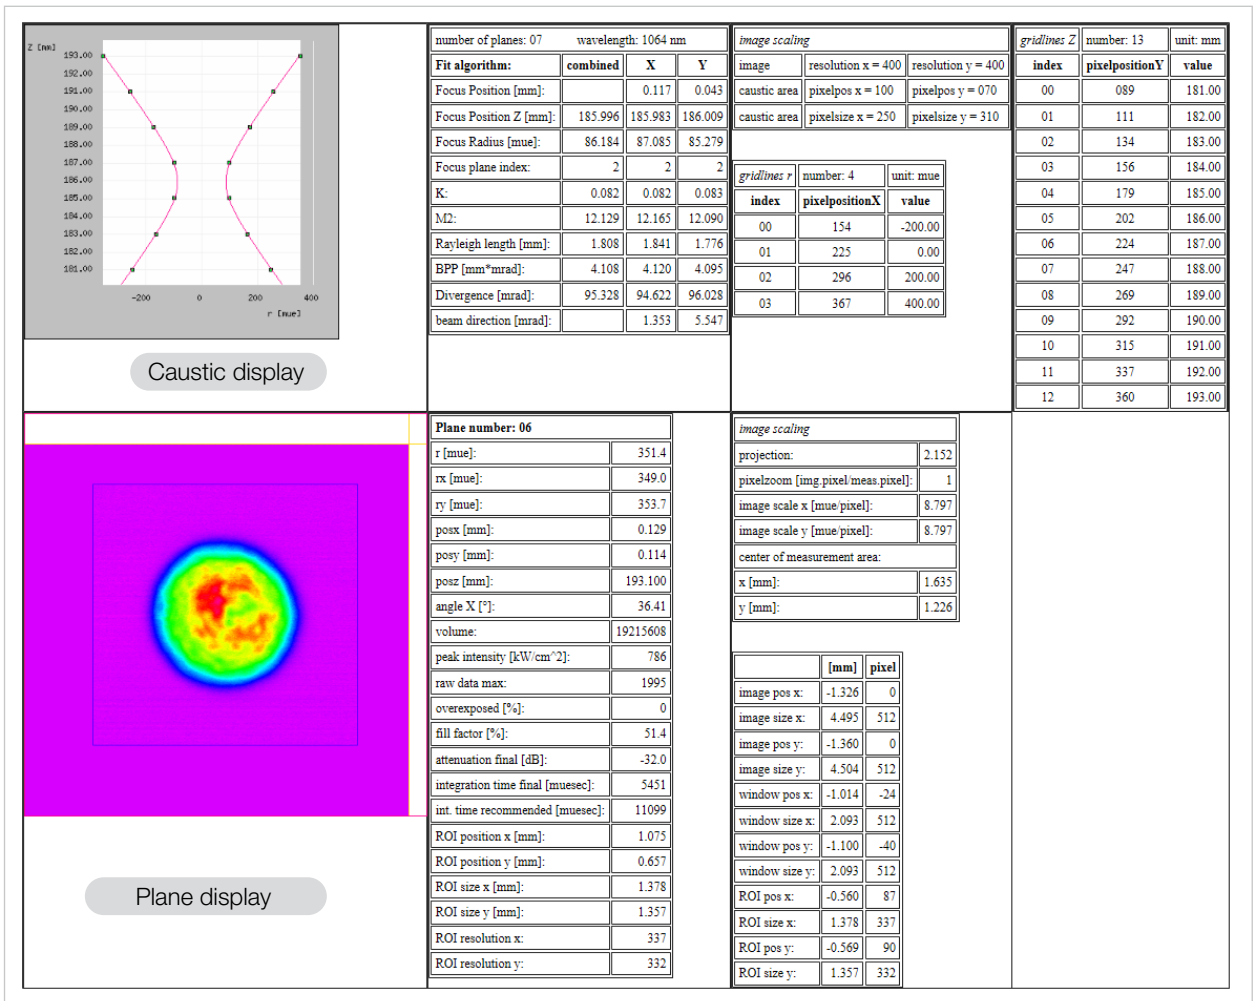 Z [mm]
193.00
192.00
191.00
190.00
189.00
188.00
187.00
186.00
185.00
184.00
183.00
182.00
181.00
-200 0 200 400
r [mue]
Caustic display
number of planes: 07 wavelength: 1064 nm
Fit algorithm: combined X Y
Focus Position [mm]: 0.117 0.043
Focus Position Z [mm]: 185.996 185.983 186.009
Focus Radius [mue]: 86.184 87.085 85.279
Focus plane index: 2 2 2
K: 0.082 0.082 0.083
M2: 12.129 12.165 12.090
Rayleigh length [mm]: 1.808 1.841 1.776
BPP [mm*mrad]: 4.108 4.120 4.095
Divergence [mrad]: 95.328 94.622 96.028
beam direction [mrad]: 1.353 5.547
image scaling
image resolution x = 400 resolution y = 400
caustic area pixelpos x = 100 pixelpos y = 070
caustic area pixelsize x = 250 pixelsize y = 310
gridlines r number: 4 unit: mue
index pixelpositionX value
00 154 -200.00
01 225 0.00
02 296 200.00
03 367 400.00
gridlines Z number: 13 unit: mm
index pixelpositionY value
00 089 181.00
01 111 182.00
02 134 183.00
03 156 184.00
04 179 185.00
05 202 186.00
06 224 187.00
07 247 188.00
08 269 189.00
09 292 190.00
10 315 191.00
11 337 192.00
12 360 193.00
Plane display
Plane number: 06
r [mue]: 351.4
rx [mue]: 349.0
ry [mue]: 353.7
posx [mm]: 0.129
posy [mm]: 0.114
posz [mm]: 193.100
angle X [°]: 36.41
volume: 19215608
peak intensity [kW/cm^2]: 786
raw data max: 1995
overexposed [%]: 0
fill factor [%]: 51.4
attenuation final [dB]: -32.0
integration time final [muesec]: 5451
int. time recommended [muesec]: 11099
ROI position x [mm]: 1.075
ROI position y [mm]: 0.657
ROI size x [mm]: 1.378
ROI size y [mm]: 1.357
ROI resolution x: 337
ROI resolution y: 332
image scaling
projection: 2.152
pixelzoom [img.pixel/meas.pixel]: 1
image scale x [mue/pixel]: 8.797
image scale y [mue/pixel]: 8.797
center of measurement area:
x [mm]: 1.635
y [mm]: 1.226
[mm] pixel
image pos x: -1.326 0
image size x: 4.495 512
image pos y: -1.360 0
image size y: 4.504 512
window pos x: -1.014 -24
window size x: 2.093 512
window pos y: -1.100 -40
window size y: 2.093 512
ROI pos x: -0.560 87
ROI size x: 1.378 337
ROI pos y: -0.569 90
ROI size y: 1.357 332